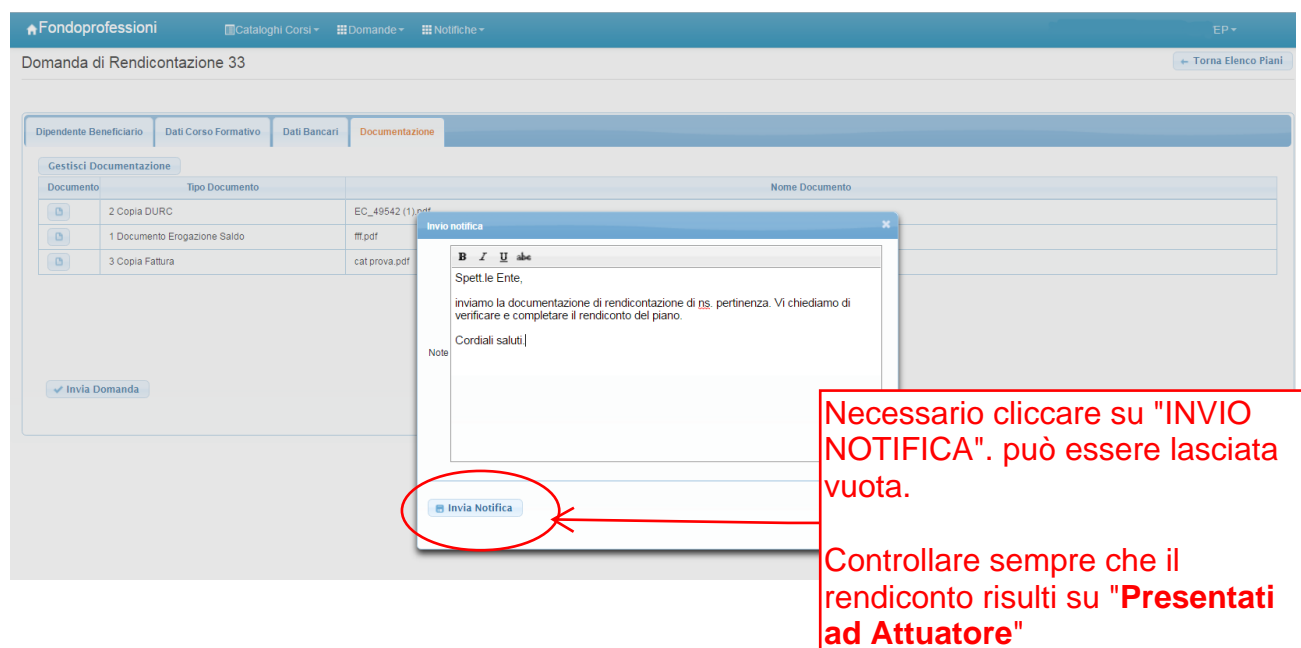 Fondoprofessioni Cataloghi Corsi Domande Notifiche EP
Domanda di Rendicontazione 33 ← Torna Elenco Piani
Dipendente Beneficiario Dati Corso Formativo Dati Bancari Documentazione
Gestisci Documentazione
Documento Tipo Documento Nome Documento
2 Copia DURC EC_49542 (1).pdf
1 Documento Erogazione Saldo fff.pdf
3 Copia Fattura cat prova.pdf
Invia Domanda
Invio notifica
B I U abc
Note
Spett.le Ente,
inviamo la documentazione di rendicontazione di ns. pertinenza. Vi chiediamo di
verificare e completare il rendiconto del piano.
Cordiali saluti.
Invia Notifica
Necessario cliccare su "INVIO
NOTIFICA". può essere lasciata
vuota.
Controllare sempre che il
rendiconto risulti su "Presentati
ad Attuatore"